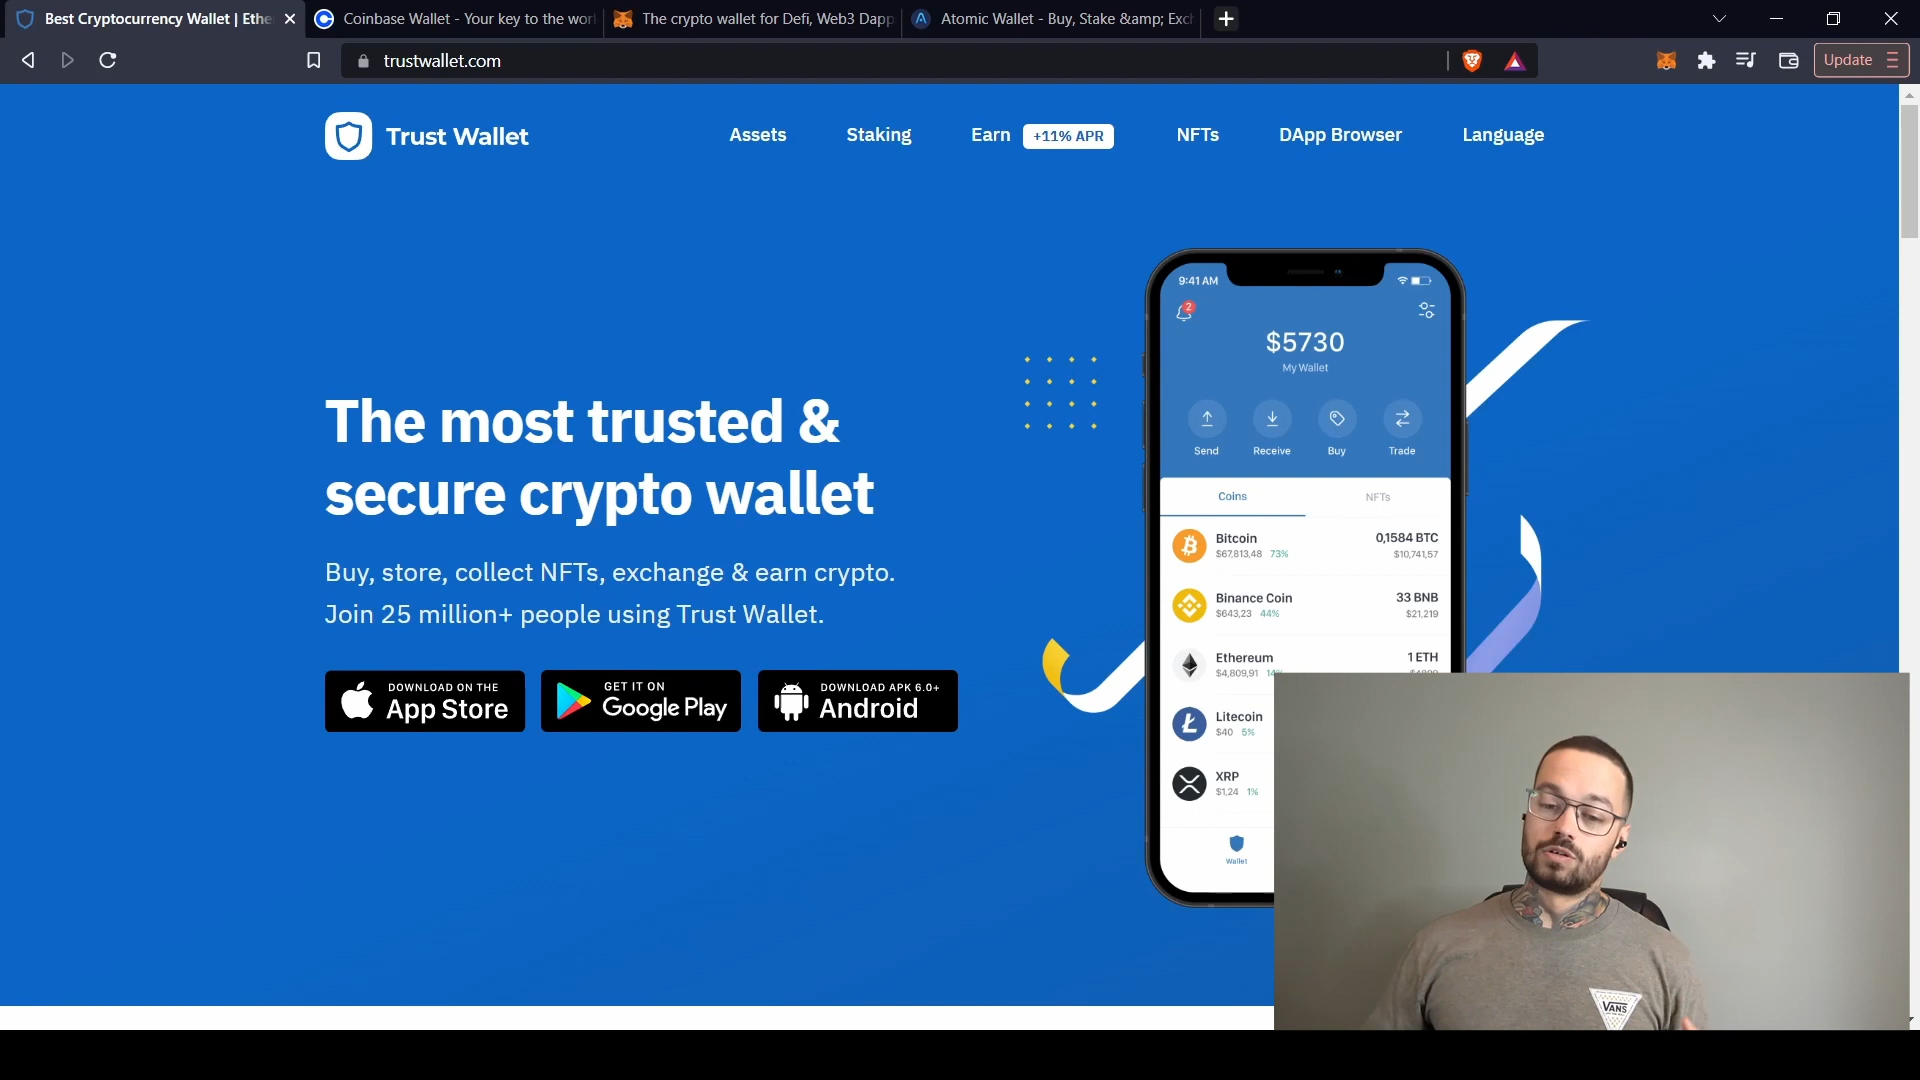 Best Cryptocurrency Wallet | Ethe
Coinbase Wallet - Your key to the wor
The crypto wallet for Defi, Web3 Dapp
Atomic Wallet - Buy, Stake &amp; Exch
trustwallet.com
Update
Trust Wallet
Assets
Staking
Earn
+11% APR
NFTs
DApp Browser
Language
The most trusted &
secure crypto wallet
Buy, store, collect NFTs, exchange & earn crypto.
Join 25 million+ people using Trust Wallet.
DOWNLOAD ON THE
App Store
GET IT ON
Google Play
DOWNLOAD APK 6.0+
Android
9:41 AM
2
$5730
My Wallet
Send
Receive
Buy
Trade
Coins
NFTs
Bitcoin
0,1584 BTC
$67,813,48 73%
$10,741,57
Binance Coin
33 BNB
$643,23 44%
$21,219
Ethereum
1 ETH
$4,809,91 14%
Litecoin
$40 5%
XRP
$1,24 1%
Wallet
VANS